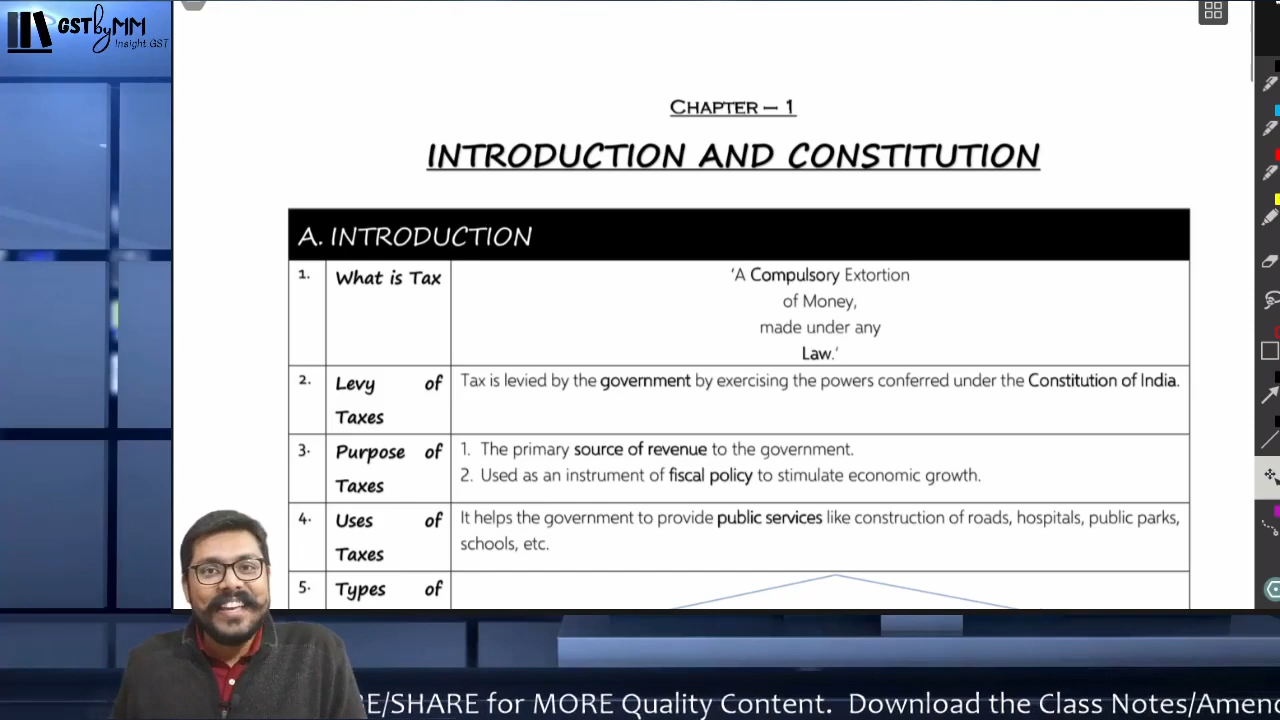 GSTbyMM
Insight GST
CHAPTER – 1
INTRODUCTION AND CONSTITUTION
A. INTRODUCTION
1. What is Tax
'A Compulsory Extortion
of Money,
made under any
Law.'
2. Levy of
Taxes
Tax is levied by the government by exercising the powers conferred under the Constitution of India.
3. Purpose of
Taxes
1. The primary source of revenue to the government.
2. Used as an instrument of fiscal policy to stimulate economic growth.
4. Uses of
Taxes
It helps the government to provide public services like construction of roads, hospitals, public parks,
schools, etc.
5. Types of
E/SHARE for MORE Quality Content. Download the Class Notes/Amend